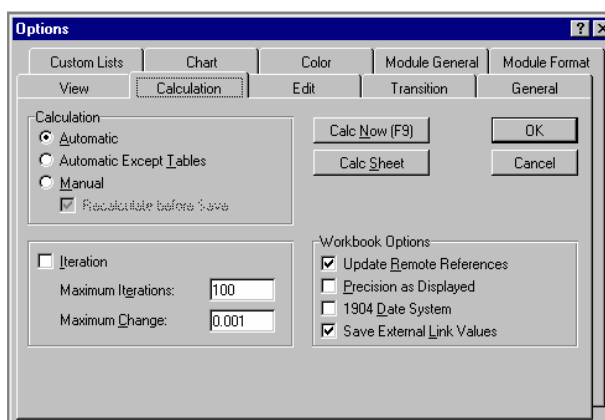 Options
Custom Lists Chart Color Module General Module Format
View Calculation Edit Transition General
Calculation
Automatic
Automatic Except Tables
Manual
Recalculate before Save
Calc Now (F9) OK
Calc Sheet Cancel
Iteration
Maximum Iterations: 100
Maximum Change: 0.001
Workbook Options
Update Remote References
Precision as Displayed
1904 Date System
Save External Link Values